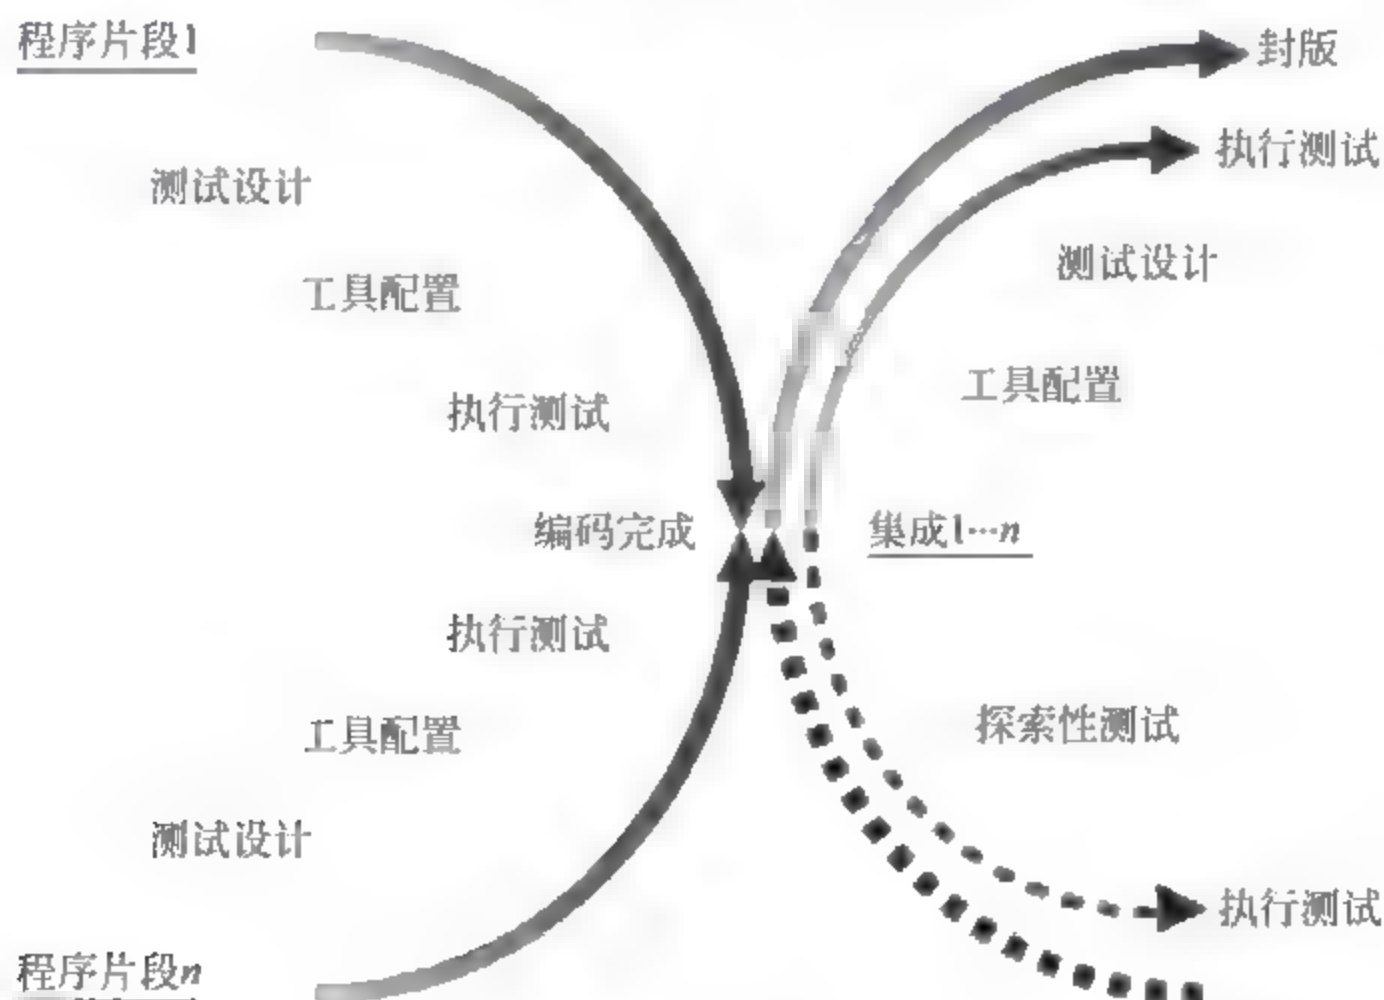 程序片段1
封版
执行测试
测试设计
测试设计
工具配置
工具配置
执行测试
编码完成
集成1…n
执行测试
探索性测试
工具配置
测试设计
执行测试
程序片段n